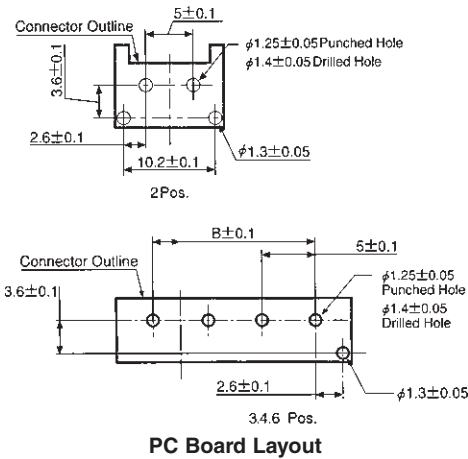 5±0.1
Connector Outline
φ1.25±0.05 Punched Hole
φ1.4±0.05 Drilled Hole
3.6±0.1
2.6±0.1
10.2±0.1
φ1.3±0.05
2Pos.
B±0.1
Connector Outline
5±0.1
φ1.25±0.05
Punched Hole
φ1.4±0.05
Drilled Hole
3.6±0.1
2.6±0.1
φ1.3±0.05
3.4.6 Pos.
PC Board Layout